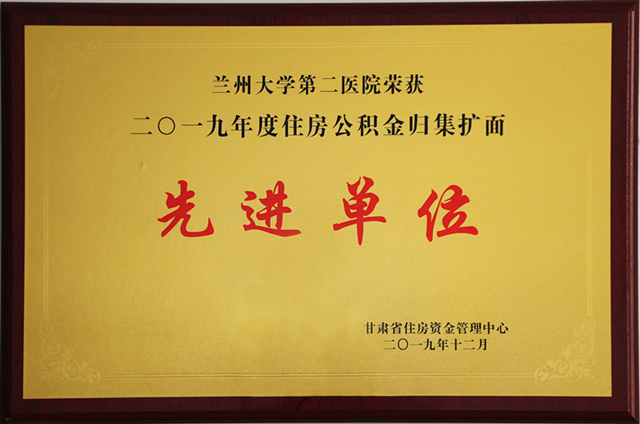 兰州大学第二医院荣获
二〇一九年度住房公积金归集扩面
先进单位
甘肃省住房资金管理中心
二〇一九年十二月